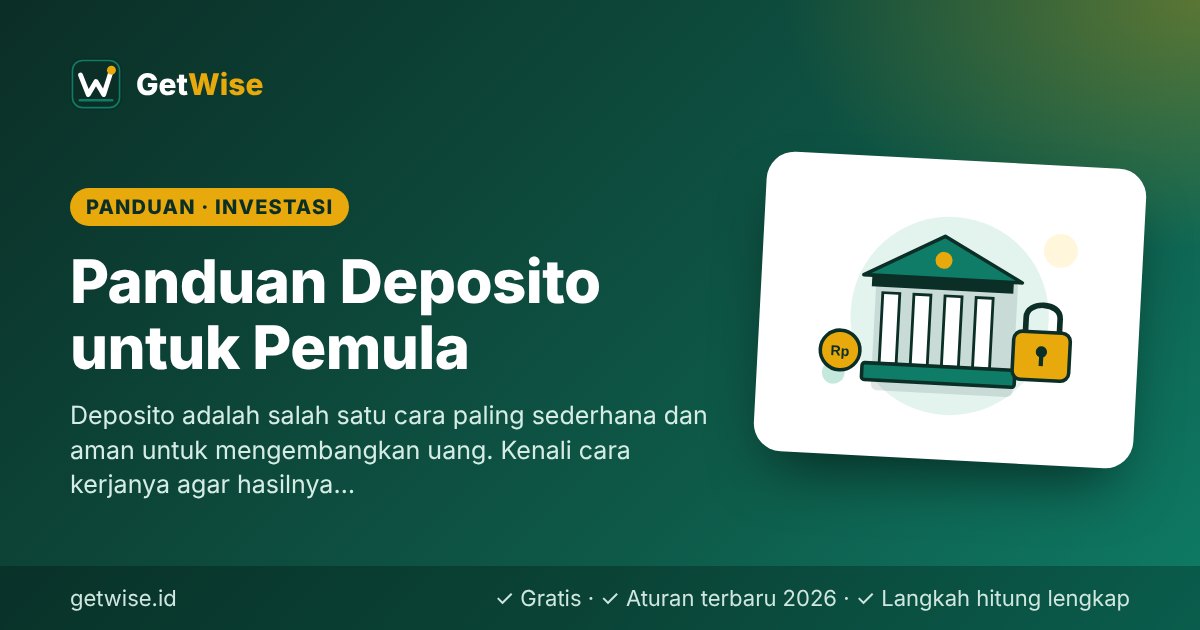 W GetWise
PANDUAN · INVESTASI
Panduan Deposito
untuk Pemula
Deposito adalah salah satu cara paling sederhana dan
aman untuk mengembangkan uang. Kenali cara
kerjanya agar hasilnya...
Rp
getwise.id
✓ Gratis · ✓ Aturan terbaru 2026 · ✓ Langkah hitung lengkap